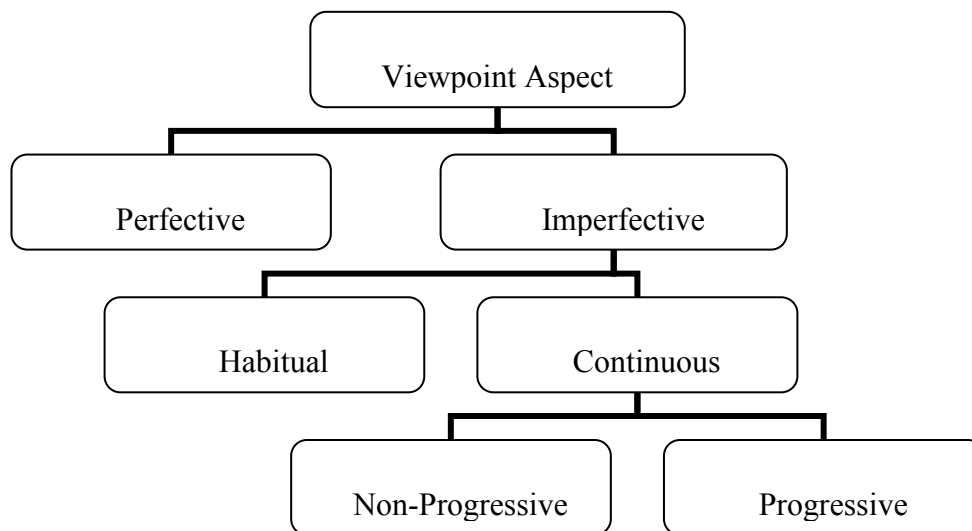 Viewpoint Aspect
Perfective
Imperfective
Habitual
Continuous
Non-Progressive
Progressive